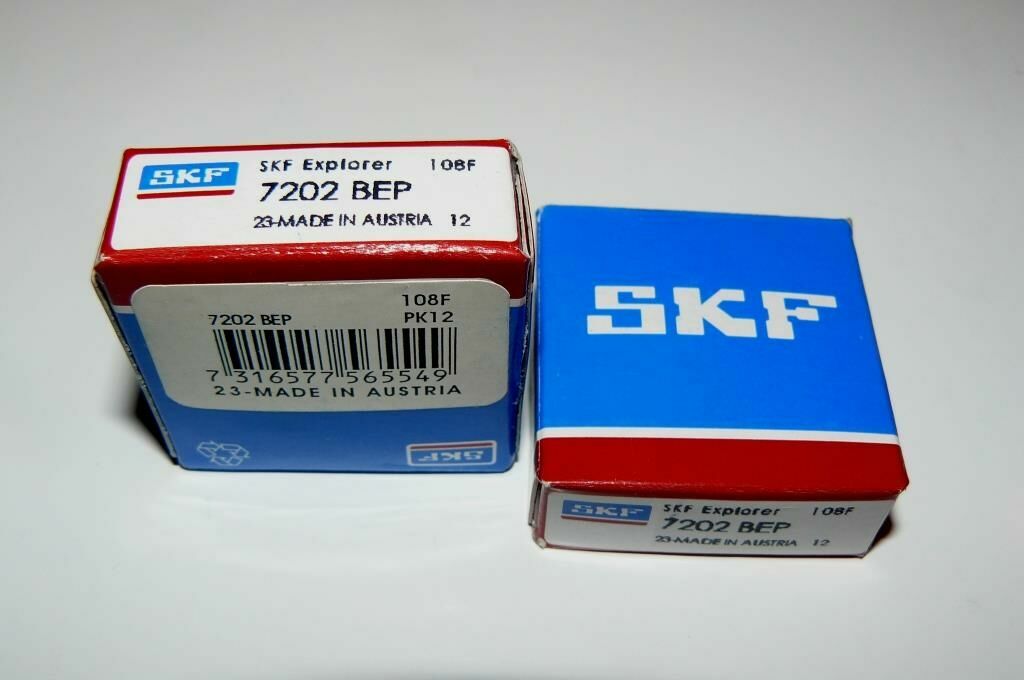 SKF
SKF Explorer 108F
7202 BEP
23-MADE IN AUSTRIA 12
108F
7202 BEP PK12
7 316577 565549
23-MADE IN AUSTRIA
SKF
SKF
SKF
SKF Explorer 108F
7202 BEP
23-MADE IN AUSTRIA 12